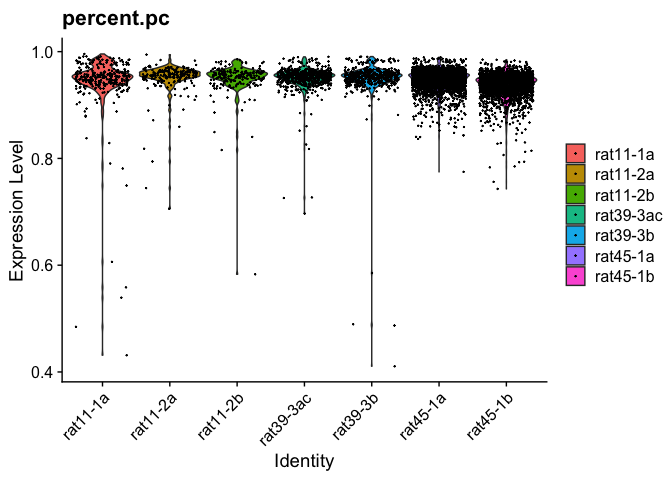 percent.pc
1.0
0.8
0.6
0.4
Expression Level
rat11-1a
rat11-2a
rat11-2b
rat39-3ac
rat39-3b
rat45-1a
rat45-1b
Identity
rat11-1a
rat11-2a
rat11-2b
rat39-3ac
rat39-3b
rat45-1a
rat45-1b